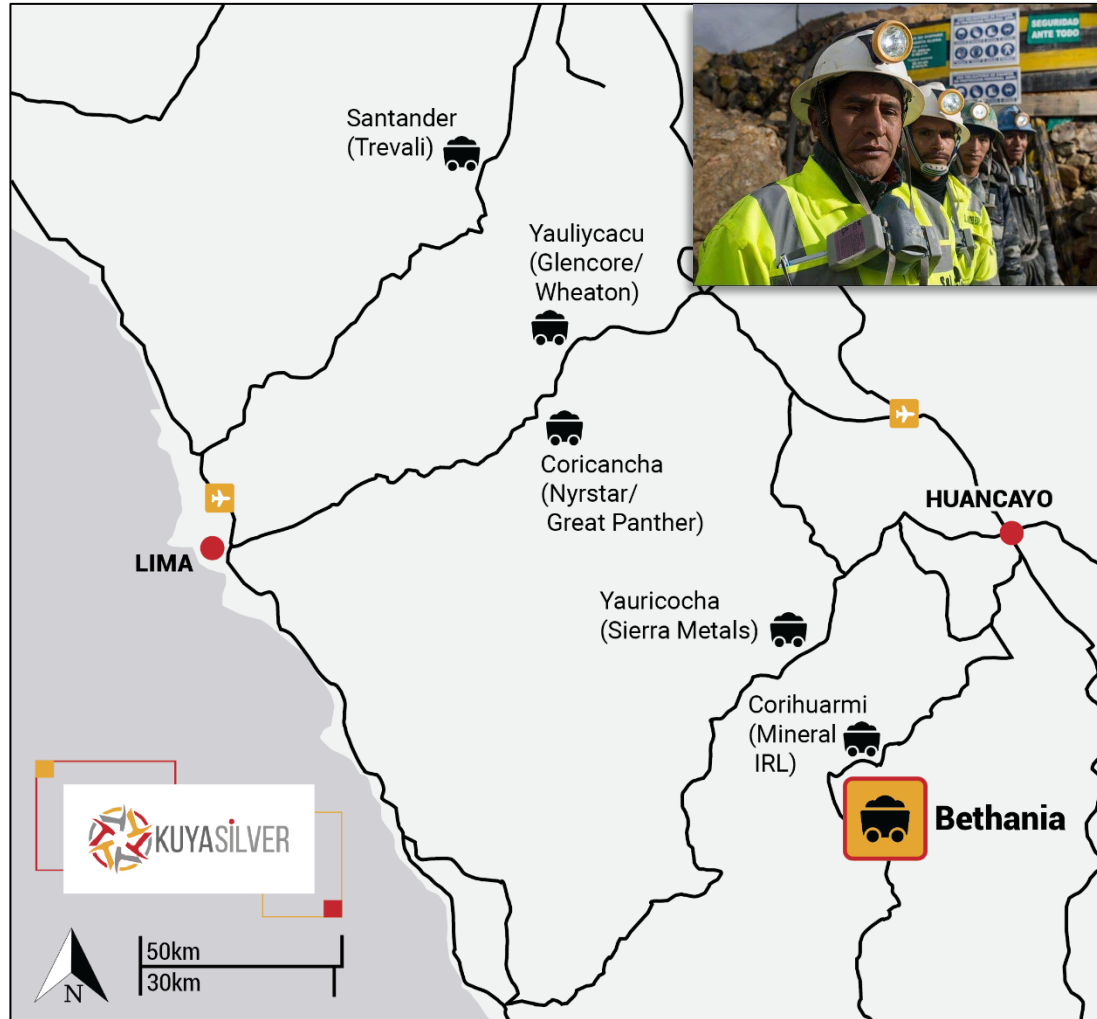 SEGURIDAD
ANTE TODO
Santander
(Trevali)
Yauliycacu
(Glencore/
Wheaton)
Coricancha
(Nyrstar/
Great Panther)
HUANCAYO
LIMA
Yauricocha
(Sierra Metals)
Corihuarmi
(Mineral
IRL)
Bethania
KUYASILVER
50km
30km
N